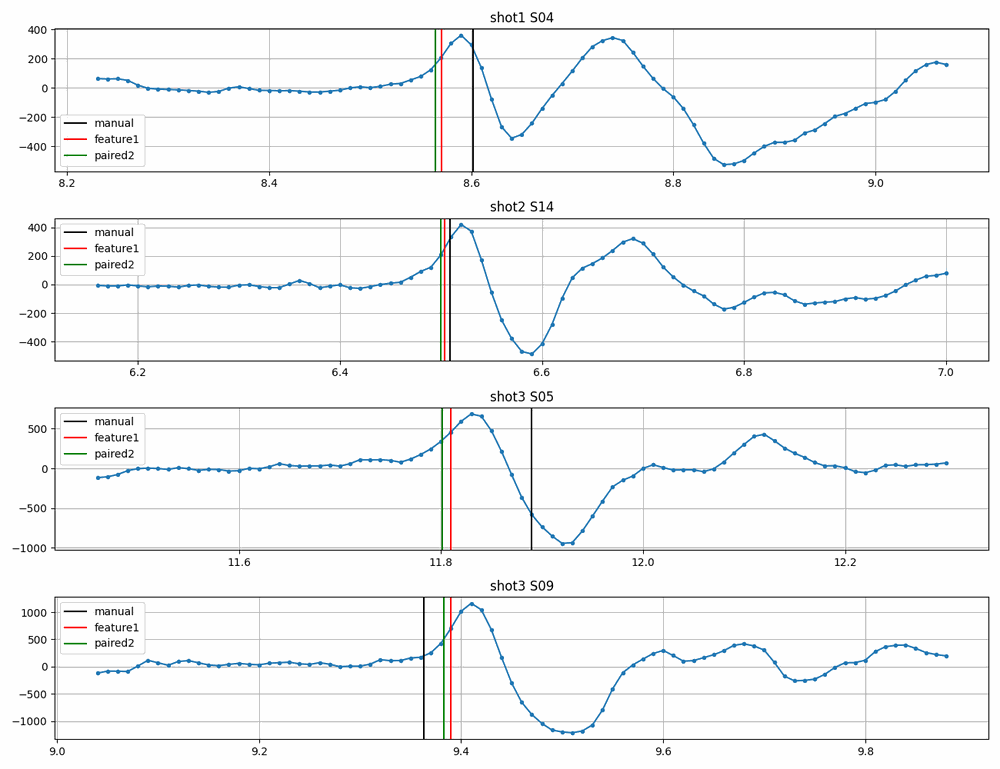 shot1 S04
400
200
0
−200
−400
manual
feature1
paired2
8.2 8.4 8.6 8.8 9.0
shot2 S14
400
200
0
−200
−400
manual
feature1
paired2
6.2 6.4 6.6 6.8 7.0
shot3 S05
500
0
−500
−1000
manual
feature1
paired2
11.6 11.8 12.0 12.2
shot3 S09
1000
500
0
−500
−1000
manual
feature1
paired2
9.0 9.2 9.4 9.6 9.8